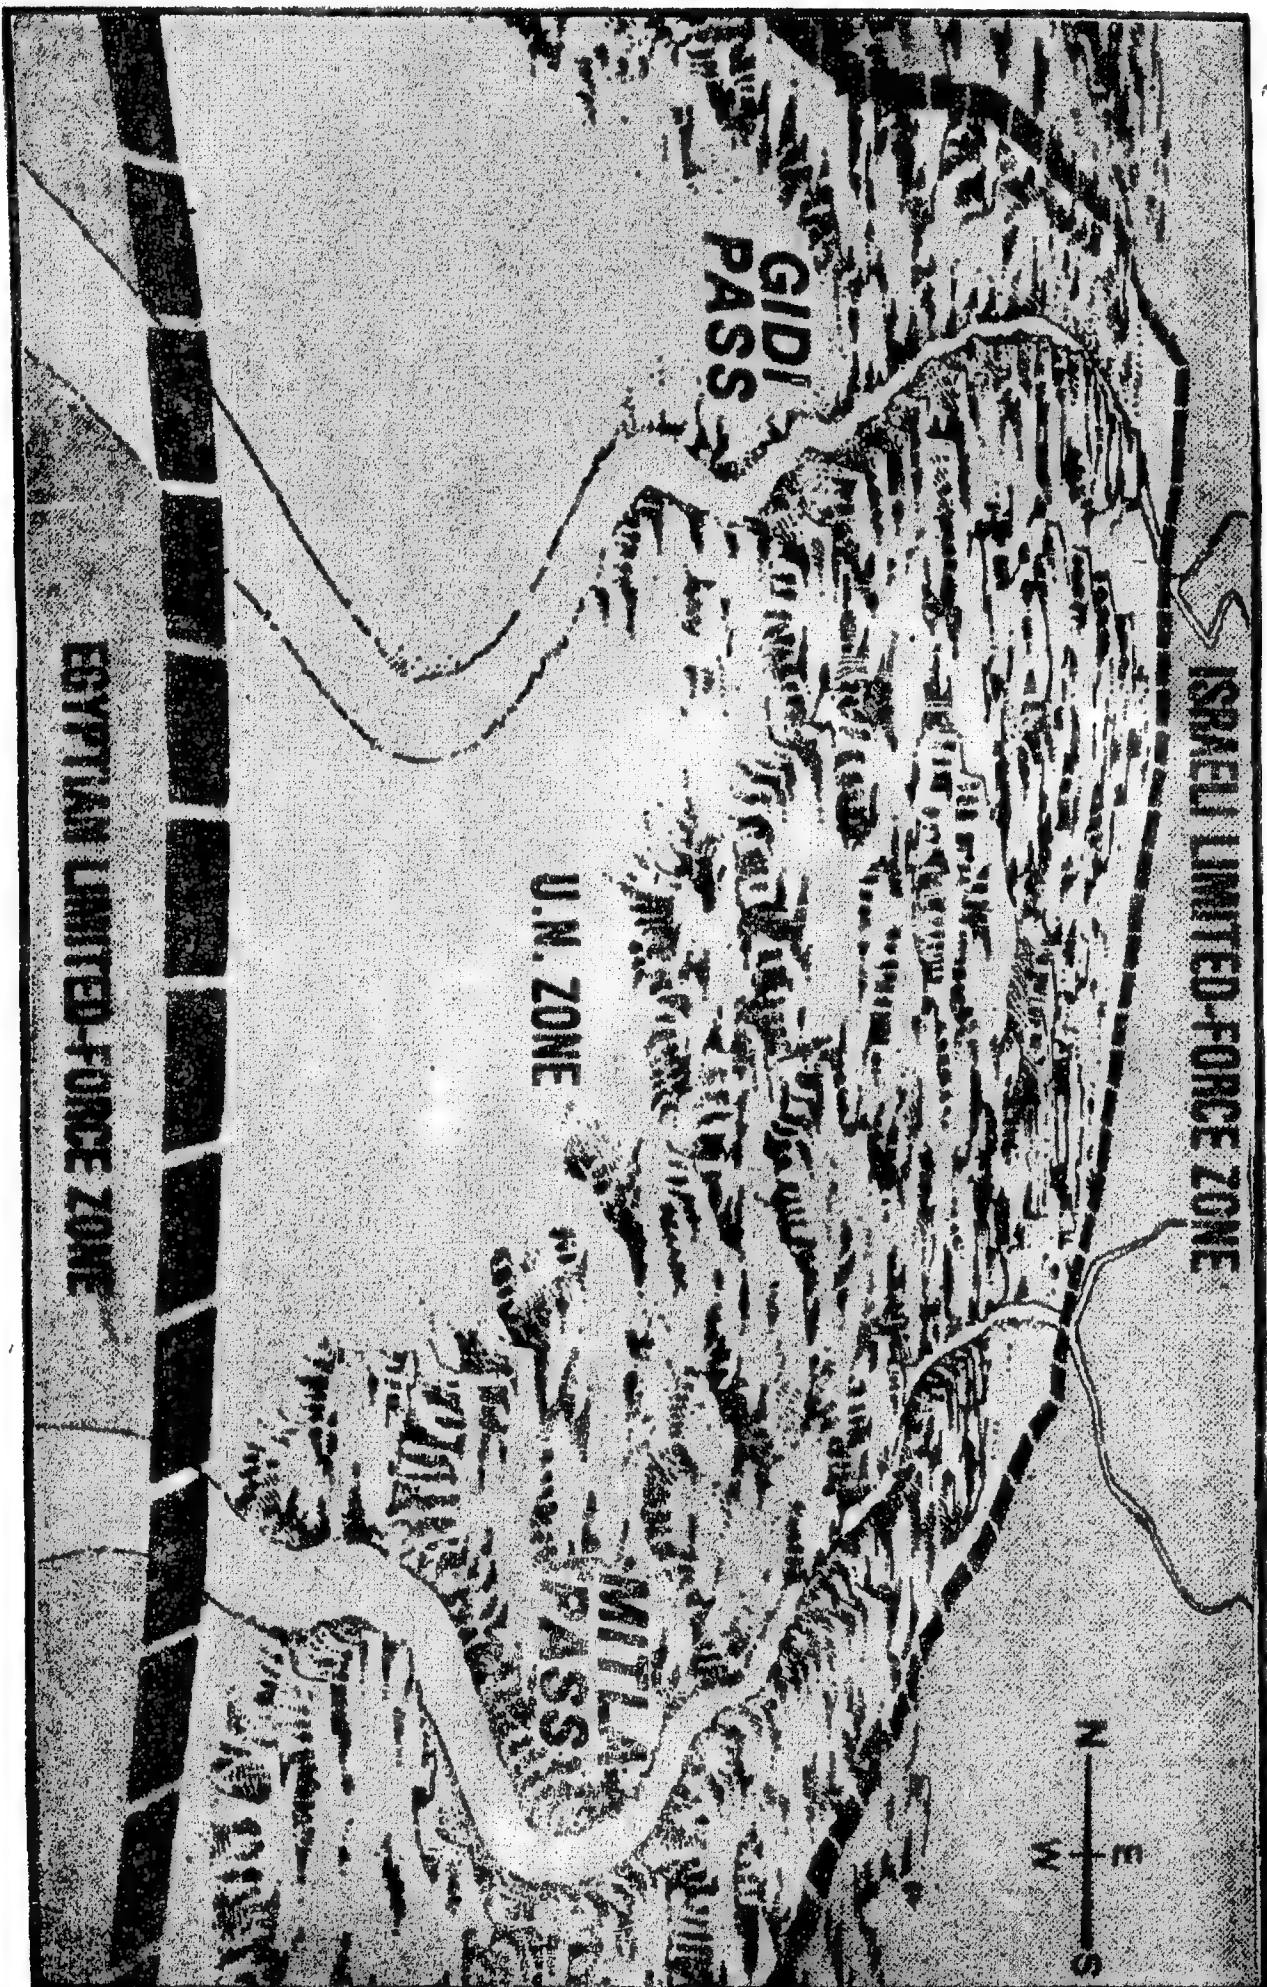 ISRAELI LIMITED-FORCE ZONE
GIDI
PASS
U.N. ZONE
MITLA
PASS
EGYPTIAN LIMITED-FORCE ZONE
N
E
W
S